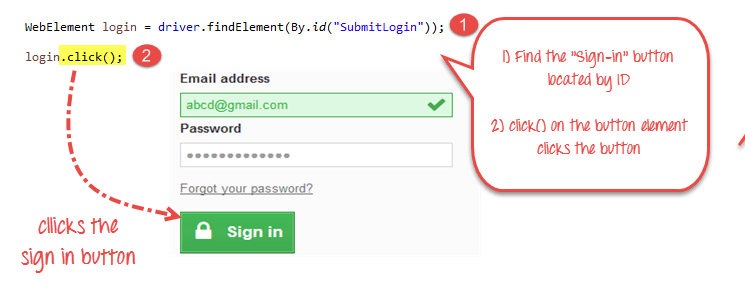 WebElement login = driver.findElement(By.id("SubmitLogin"));
1
login.click();
2
1) Find the "Sign-in" button
located by ID
2) click() on the button element
clicks the button
Email address
abcd@gmail.com
Password
Forgot your password?
Sign in
cllicks the
sign in button